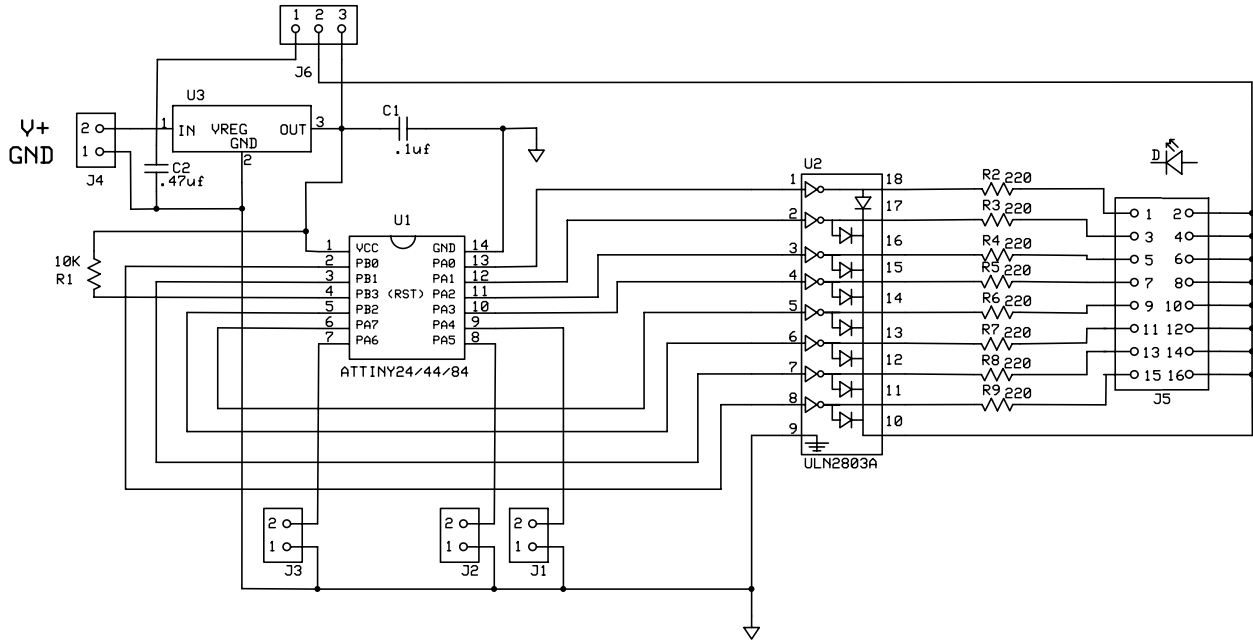 1 2 3
J6
U3
V+
GND
2
1
J4
1 IN VREG OUT 3
GND
2
C1
.1uf
C2
.47uf
10K
R1
U1
1 VCC GND 14
2 PB0 PA0 13
3 PB1 PA1 12
4 PB3 (RST) PA2 11
5 PB2 PA3 10
6 PA7 PA4 9
7 PA6 PA5 8
ATTINY24/44/84
U2
1 18
2 17
3 16
4 15
5 14
6 13
7 12
8 11
9 10
ULN2803A
R2 220
R3 220
R4 220
R5 220
R6 220
R7 220
R8 220
R9 220
D
1 2
3 4
5 6
7 8
9 10
11 12
13 14
15 16
J5
2
1
J3
2
1
J2
2
1
J1